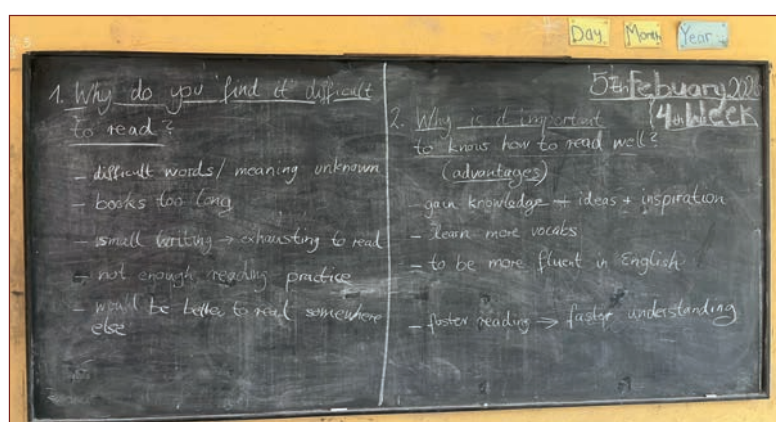 Day Month Year
1. Why do you find it difficult
to read?
- difficult words / meaning unknown
- books too long
- small writing → exhausting to read
- not enough reading practice
- would be better to read somewhere
else
5th Febuary 2020
4th Week
2. Why is it important
to know how to read well?
(advantages)
- gain knowledge + ideas + inspiration
- learn more vocabs
- to be more fluent in English
- faster reading → faster understanding